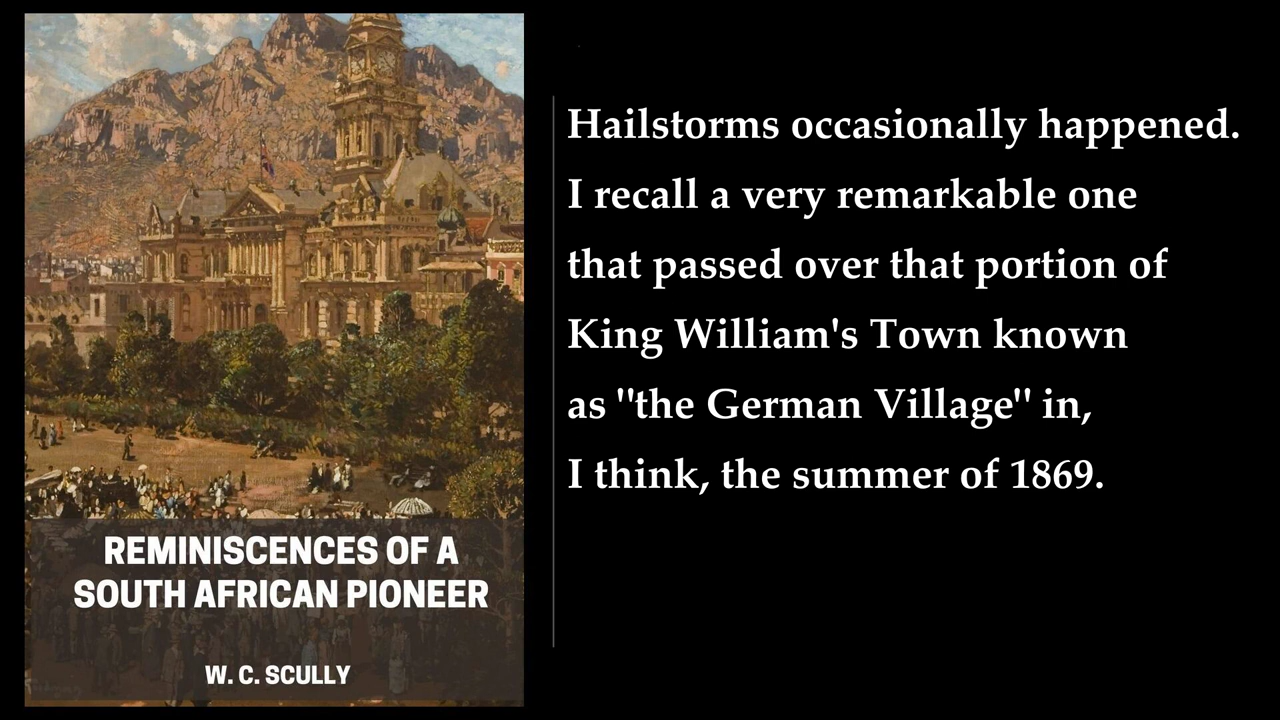 Hailstorms occasionally happened.
I recall a very remarkable one
that passed over that portion of
King William's Town known
as "the German Village" in,
I think, the summer of 1869.
REMINISCENCES OF A
SOUTH AFRICAN PIONEER
W. C. SCULLY